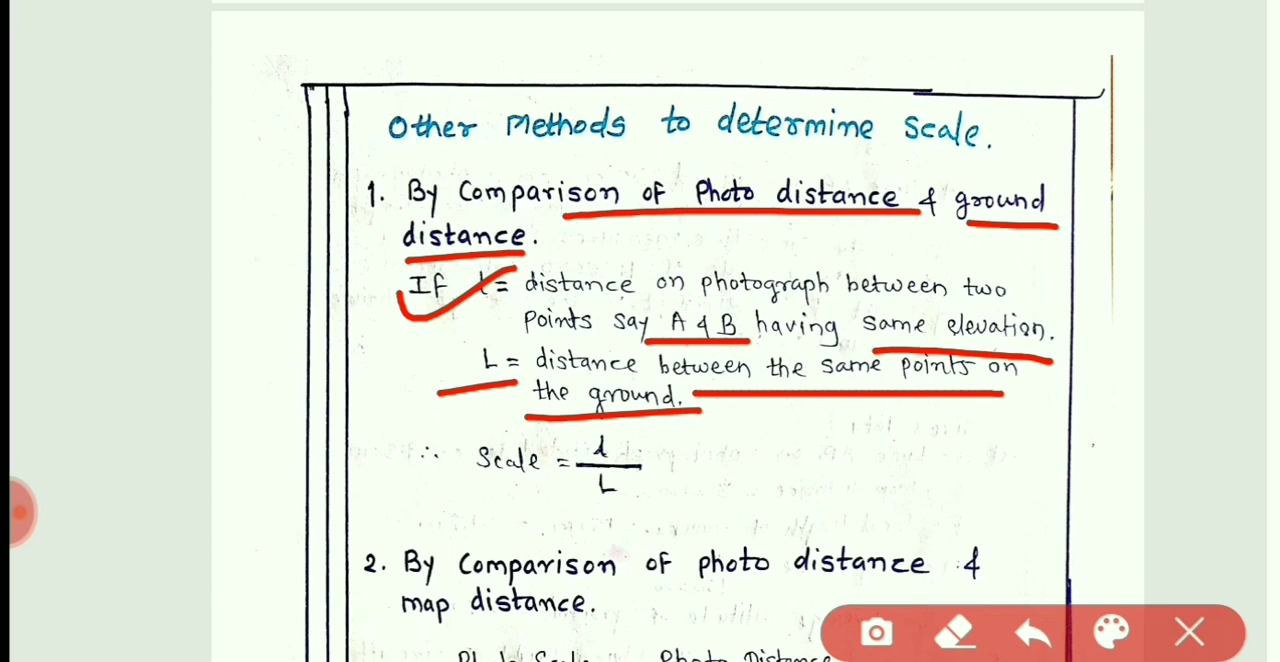 Other Methods to determine Scale.
1. By Comparison of Photo distance & ground
distance.
If l = distance on photograph between two
Points say A & B having same elevation.
L = distance between the same points on
the ground.
∴ Scale = l
L
2. By Comparison of photo distance &
map distance.
Photo Distance